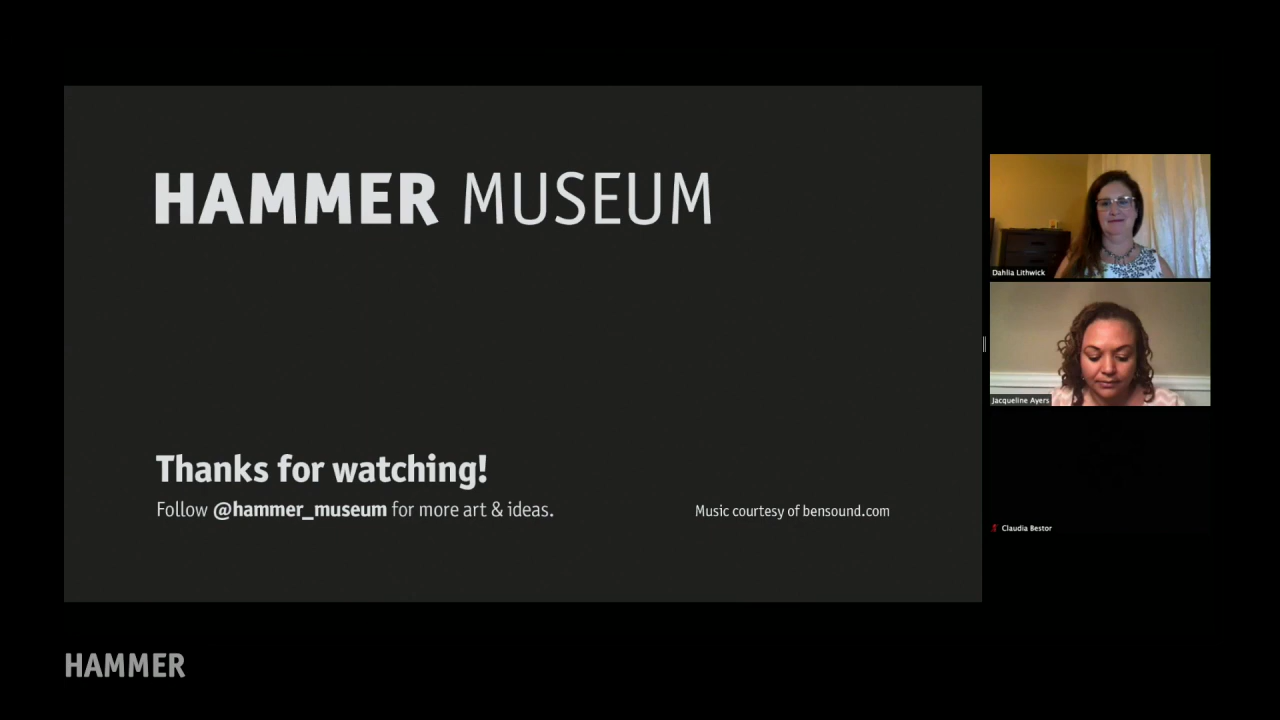 HAMMER MUSEUM
Thanks for watching!
Follow @hammer_museum for more art & ideas.
Music courtesy of bensound.com
Dahlia Lithwick
Jacqueline Ayers
Claudia Bestor
HAMMER